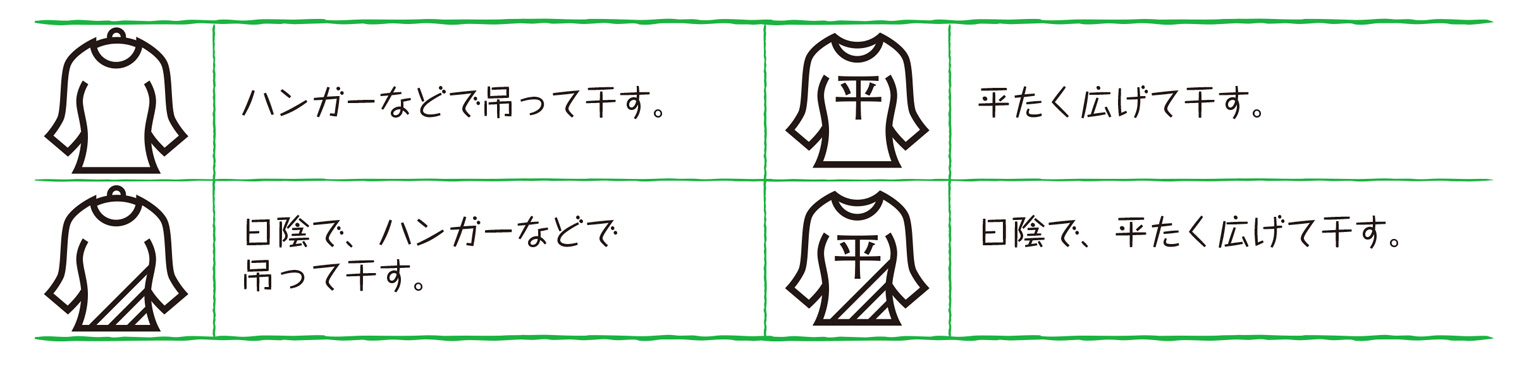 ハンガーなどで吊って干す。
平
平たく広げて干す。
日陰で、ハンガーなどで
吊って干す。
平
日陰で、平たく広げて干す。